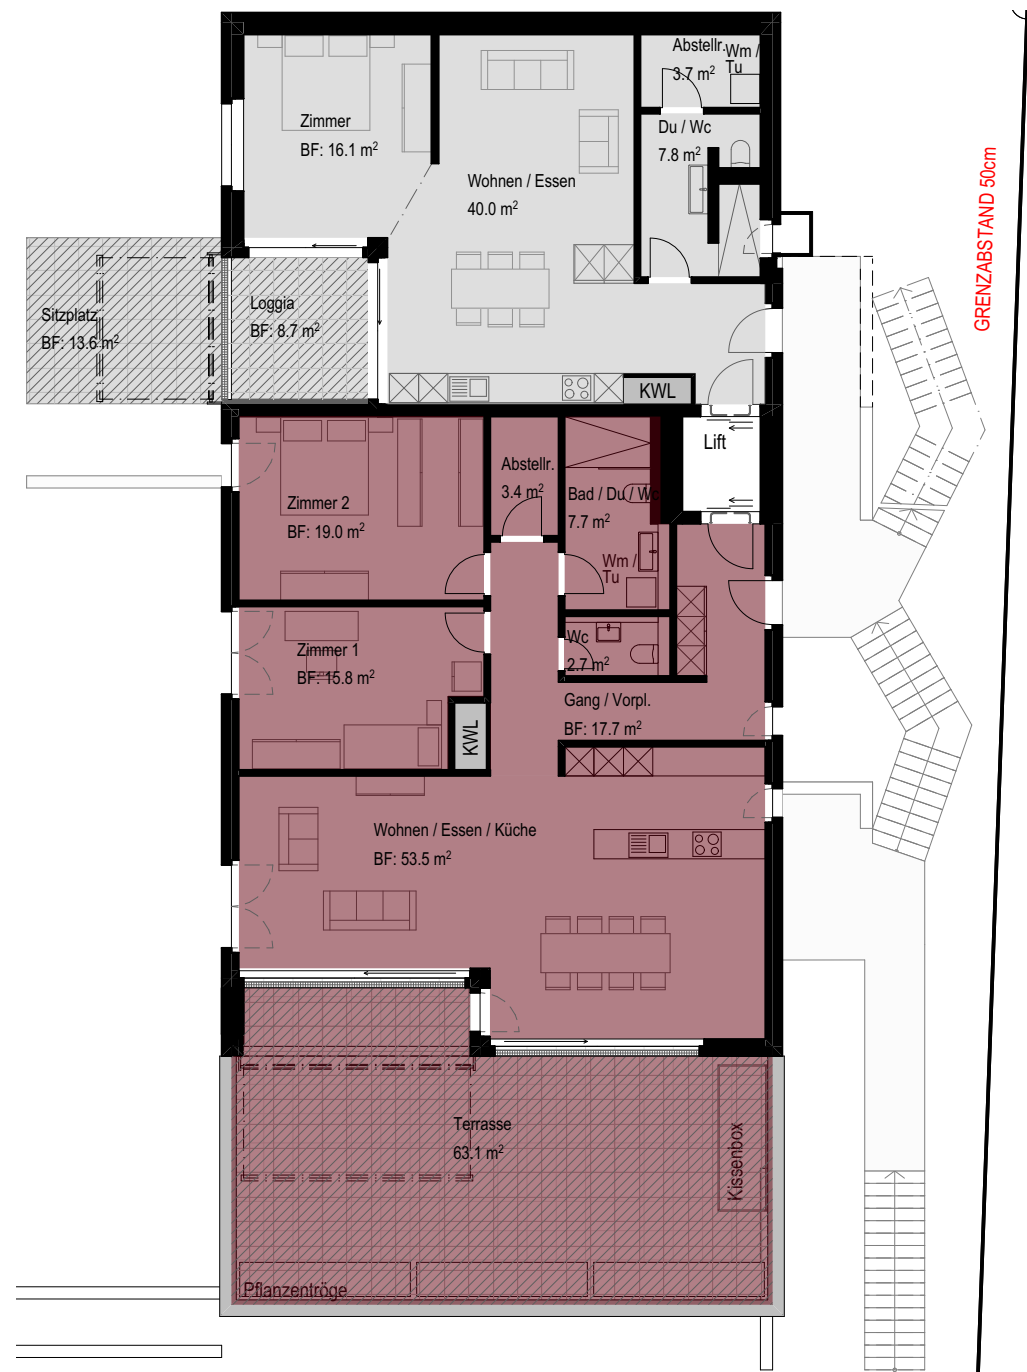 Abstellr.
3.7 m²
Wm /
Tu
Zimmer
BF: 16.1 m²
Du / Wc
7.8 m²
Wohnen / Essen
40.0 m²
GRENZABSTAND 50cm
Loggia
BF: 8.7 m²
Sitzplatz
BF: 13.6 m²
KWL
Lift
Abstellr.
3.4 m²
Bad / Du / Wc
7.7 m²
Zimmer 2
BF: 19.0 m²
Wm /
Tu
Wc
2.7 m²
Zimmer 1
BF: 15.8 m²
Gang / Vorpl.
BF: 17.7 m²
KWL
Wohnen / Essen / Küche
BF: 53.5 m²
Terrasse
63.1 m²
Kissenbox
Pflanzentröge